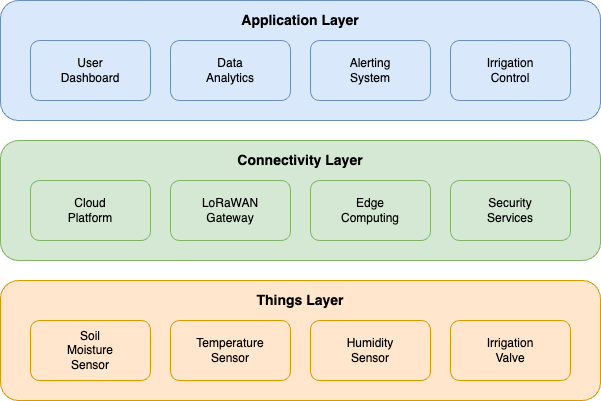 Application Layer
User
Dashboard
Data
Analytics
Alerting
System
Irrigation
Control
Connectivity Layer
Cloud
Platform
LoRaWAN
Gateway
Edge
Computing
Security
Services
Things Layer
Soil
Moisture
Sensor
Temperature
Sensor
Humidity
Sensor
Irrigation
Valve